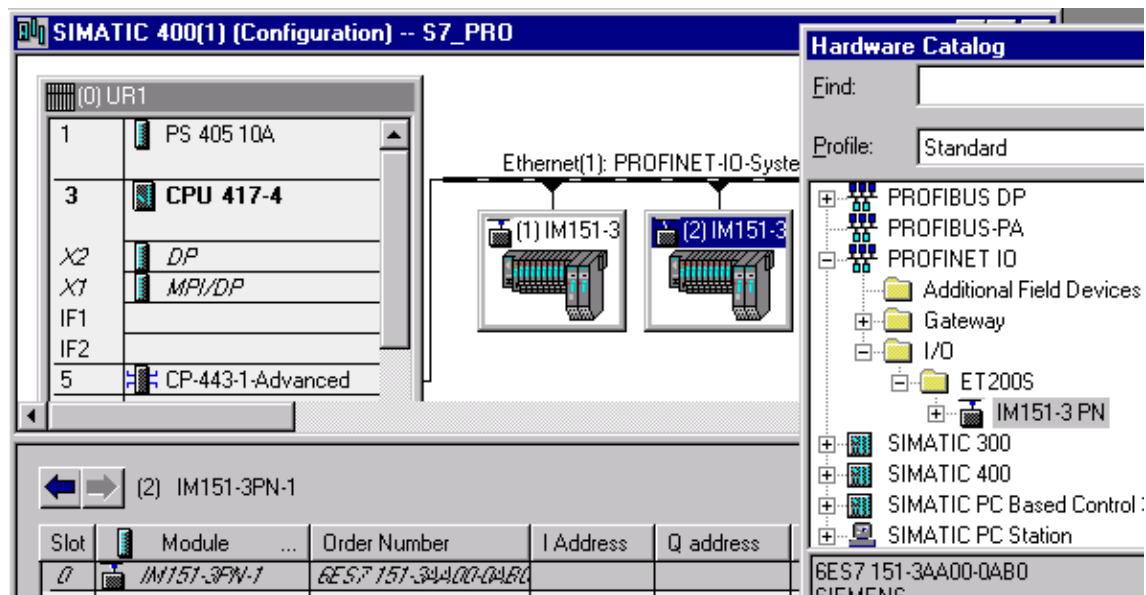 SIMATIC 400(1) (Configuration) -- S7_PRO
(0) UR1
1 PS 405 10A
3 CPU 417-4
X2 DP
X1 MPI/DP
IF1
IF2
5 CP-443-1-Advanced
Ethernet(1): PROFINET-IO-Syste
(1) IM151-3
(2) IM151-3
(2) IM151-3PN-1
Slot Module ... Order Number I Address Q address
0 IM151-3PN-1 6ES7 151-3AA00-0AB0
Hardware Catalog
Find:
Profile: Standard
PROFIBUS DP
PROFIBUS-PA
PROFINET IO
Additional Field Devices
Gateway
I/O
ET200S
IM151-3 PN
SIMATIC 300
SIMATIC 400
SIMATIC PC Based Control
SIMATIC PC Station
6ES7 151-3AA00-0AB0
SIEMENS